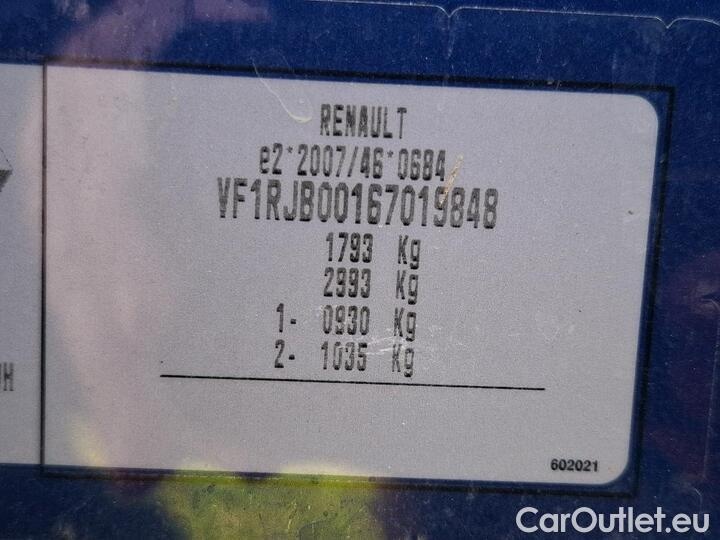 RENAULT
e2*2007/46*0684
VF1RJB00167019848
1793 Kg
2993 Kg
1- 0930 Kg
2- 1035 Kg
602021
CarOutlet.eu